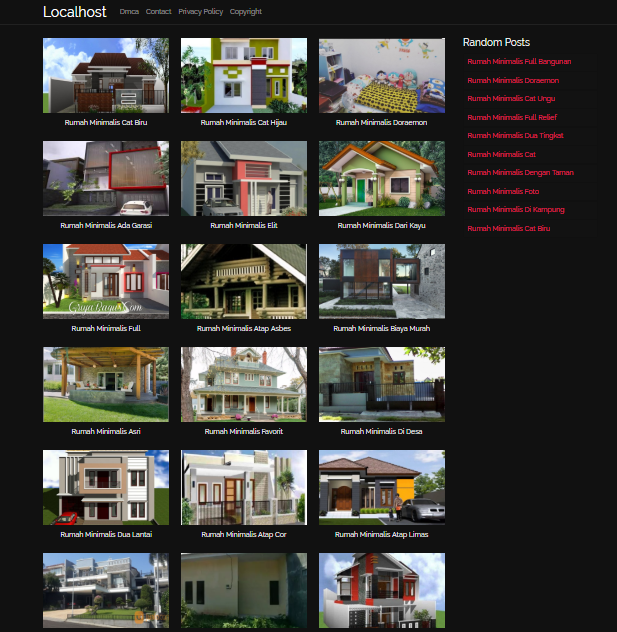 Localhost
Dmca Contact Privacy Policy Copyright
Rumah Minimalis Cat Biru
Rumah Minimalis Cat Hijau
Rumah Minimalis Doraemon
Rumah Minimalis Ada Garasi
Rumah Minimalis Elit
Rumah Minimalis Dari Kayu
Rumah Minimalis Full
Rumah Minimalis Atap Asbes
Rumah Minimalis Biaya Murah
Rumah Minimalis Asri
Rumah Minimalis Favorit
Rumah Minimalis Di Desa
Rumah Minimalis Dua Lantai
Rumah Minimalis Atap Cor
Rumah Minimalis Atap Limas
Random Posts
Rumah Minimalis Full Bangunan
Rumah Minimalis Doraemon
Rumah Minimalis Cat Ungu
Rumah Minimalis Full Relief
Rumah Minimalis Dua Tingkat
Rumah Minimalis Cat
Rumah Minimalis Dengan Taman
Rumah Minimalis Foto
Rumah Minimalis Di Kampung
Rumah Minimalis Cat Biru